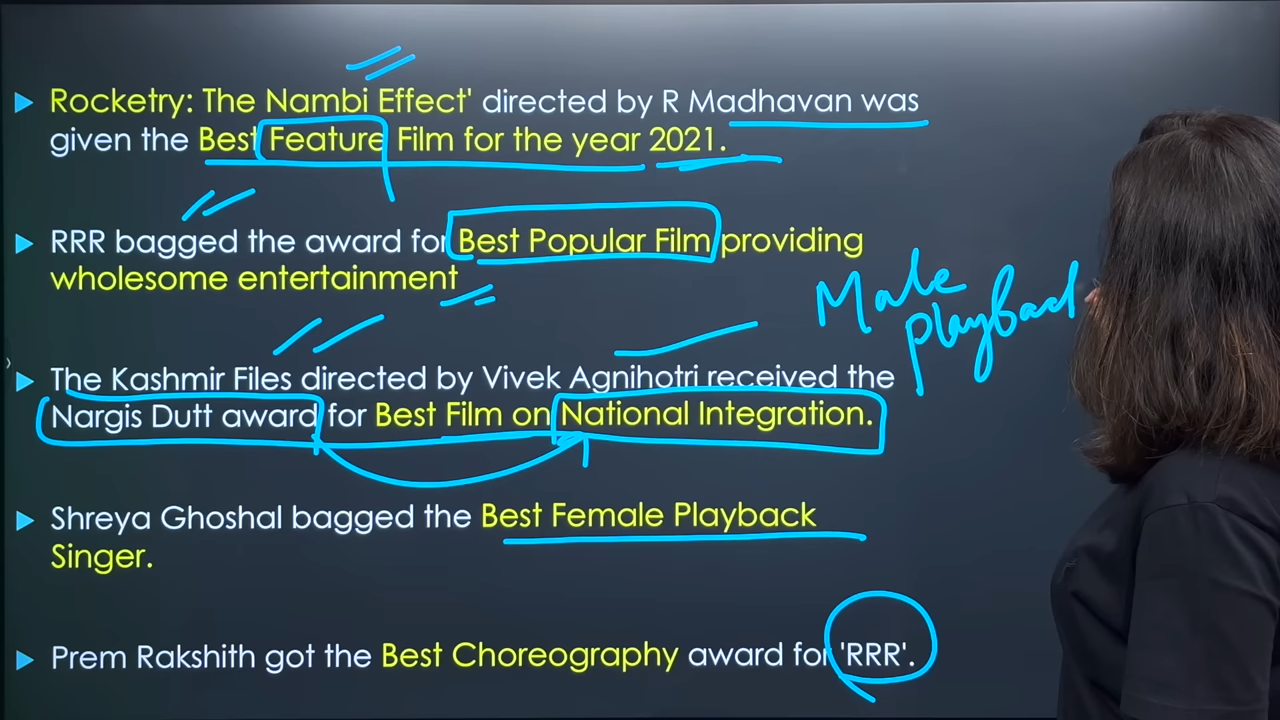 Rocketry: The Nambi Effect' directed by R Madhavan was
given the Best Feature Film for the year 2021.
RRR bagged the award for Best Popular Film providing
wholesome entertainment
Male
Playback
The Kashmir Files directed by Vivek Agnihotri received the
Nargis Dutt award for Best Film on National Integration.
Shreya Ghoshal bagged the Best Female Playback
Singer.
Prem Rakshith got the Best Choreography award for 'RRR'.